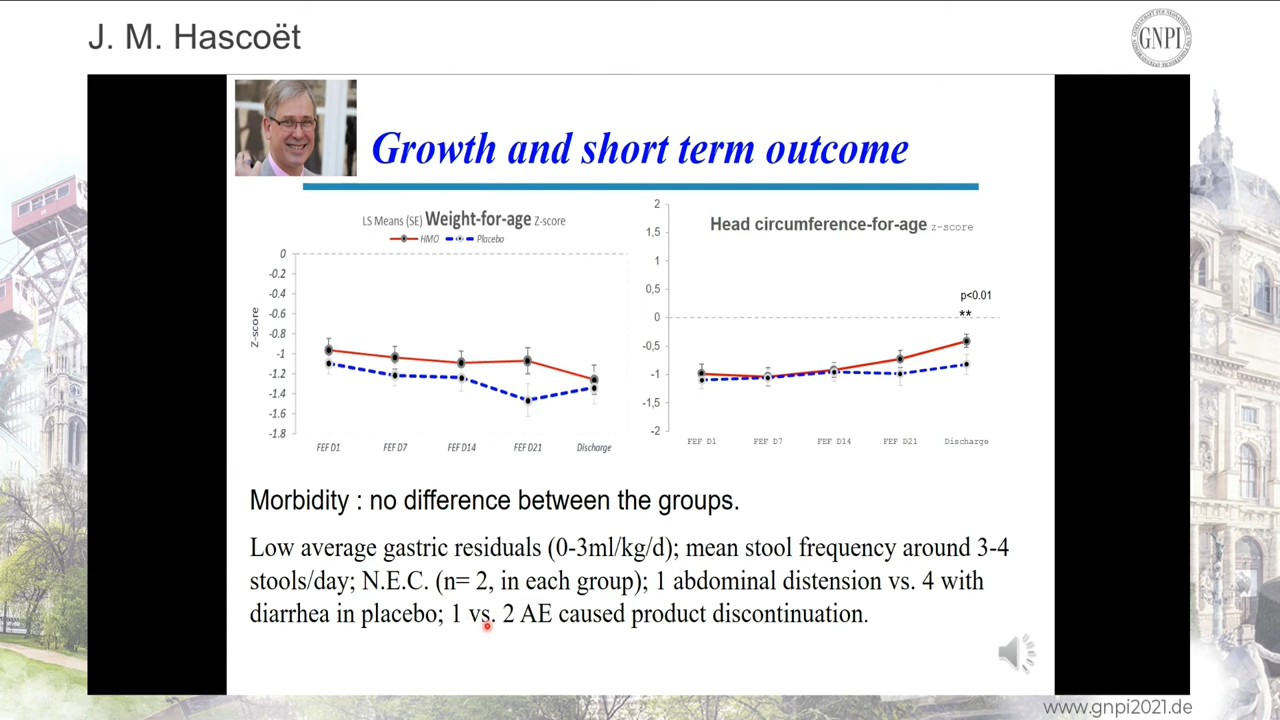 J. M. Hascoët
GNPI
Growth and short term outcome
LS Means (SE) Weight-for-age Z-score
HMO Placebo
Z-score
0
-0.2
-0.4
-0.6
-0.8
-1
-1.2
-1.4
-1.6
-1.8
FEF D1 FEF D7 FEF D14 FEF D21 Discharge
Head circumference-for-age z-score
2
1,5
1
0,5
0
-0,5
-1
-1,5
-2
p<0.01
**
FEF D1 FEF D7 FEF D14 FEF D21 Discharge
Morbidity : no difference between the groups.
Low average gastric residuals (0-3ml/kg/d); mean stool frequency around 3-4
stools/day; N.E.C. (n= 2, in each group); 1 abdominal distension vs. 4 with
diarrhea in placebo; 1 vs. 2 AE caused product discontinuation.
www.gnpi2021.de